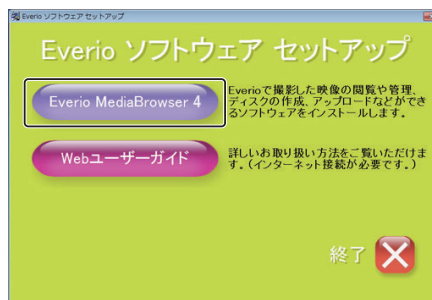 Everio ソフトウェア セットアップ
Everio ソフトウェア セットアップ
Everio MediaBrowser 4
Everioで撮影した映像の閲覧や管理、
ディスクの作成、アップロードなどができ
るソフトウェアをインストールします。
Webユーザーガイド
詳しいお取り扱い方法をご覧いただけま
す。(インターネット接続が必要です。)
終了